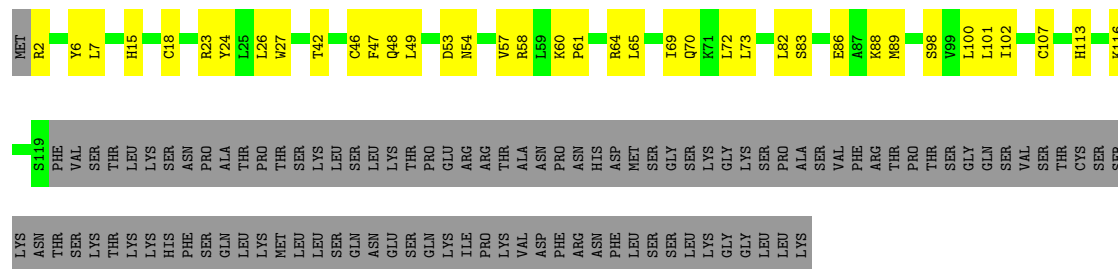 MET R2 Y6 L7 H15 C18 R23 Y24 L25 L26 W27 T42 C46 F47 Q48 L49 D53 N54 V57 R58 L59 K60 P61 R64 L65 I69 Q70 K71 L72 L73 L82 S83 E86 A87 K88 M89 S98 V99 L100 L101 I102 C107 H113 K116
S119 PHE VAL SER THR LEU LYS SER ASN PRO ALA THR PRO THR SER LYS LEU SER LEU LYS THR PRO GLU ARG ARG THR ALA ASN PRO ASN HIS ASP MET SER GLY SER LYS GLY LYS SER PRO ALA SER VAL PHE ARG THR PRO THR SER GLY GLN SER VAL SER THR CYS SER SER
LYS ASN THR SER LYS THR LYS LYS HIS PHE SER GLN LEU LYS MET LEU LEU SER GLN ASN GLU SER GLN LYS ILE PRO LYS VAL ASP PHE ARG ASN PHE LEU SER SER LEU LYS GLY GLY LEU LEU LYS